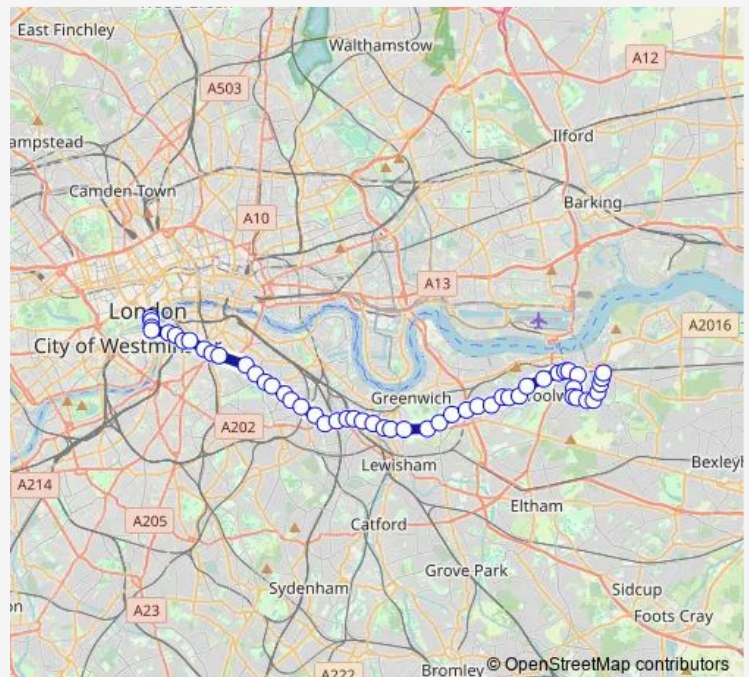 East Finchley
Walthamstow
A12
A503
Ilford
ampstead
Camden Town
Barking
A10
A13
London
A2016
City of Westmin
Greenwich
oolw
A202
Lewisham
Bexleyh
A214
Eltham
A205
Catford
Grove Park
Sydenham
Sidcup
on
A23
Foots Cray
A222
Bromley
© OpenStreetMap contributors